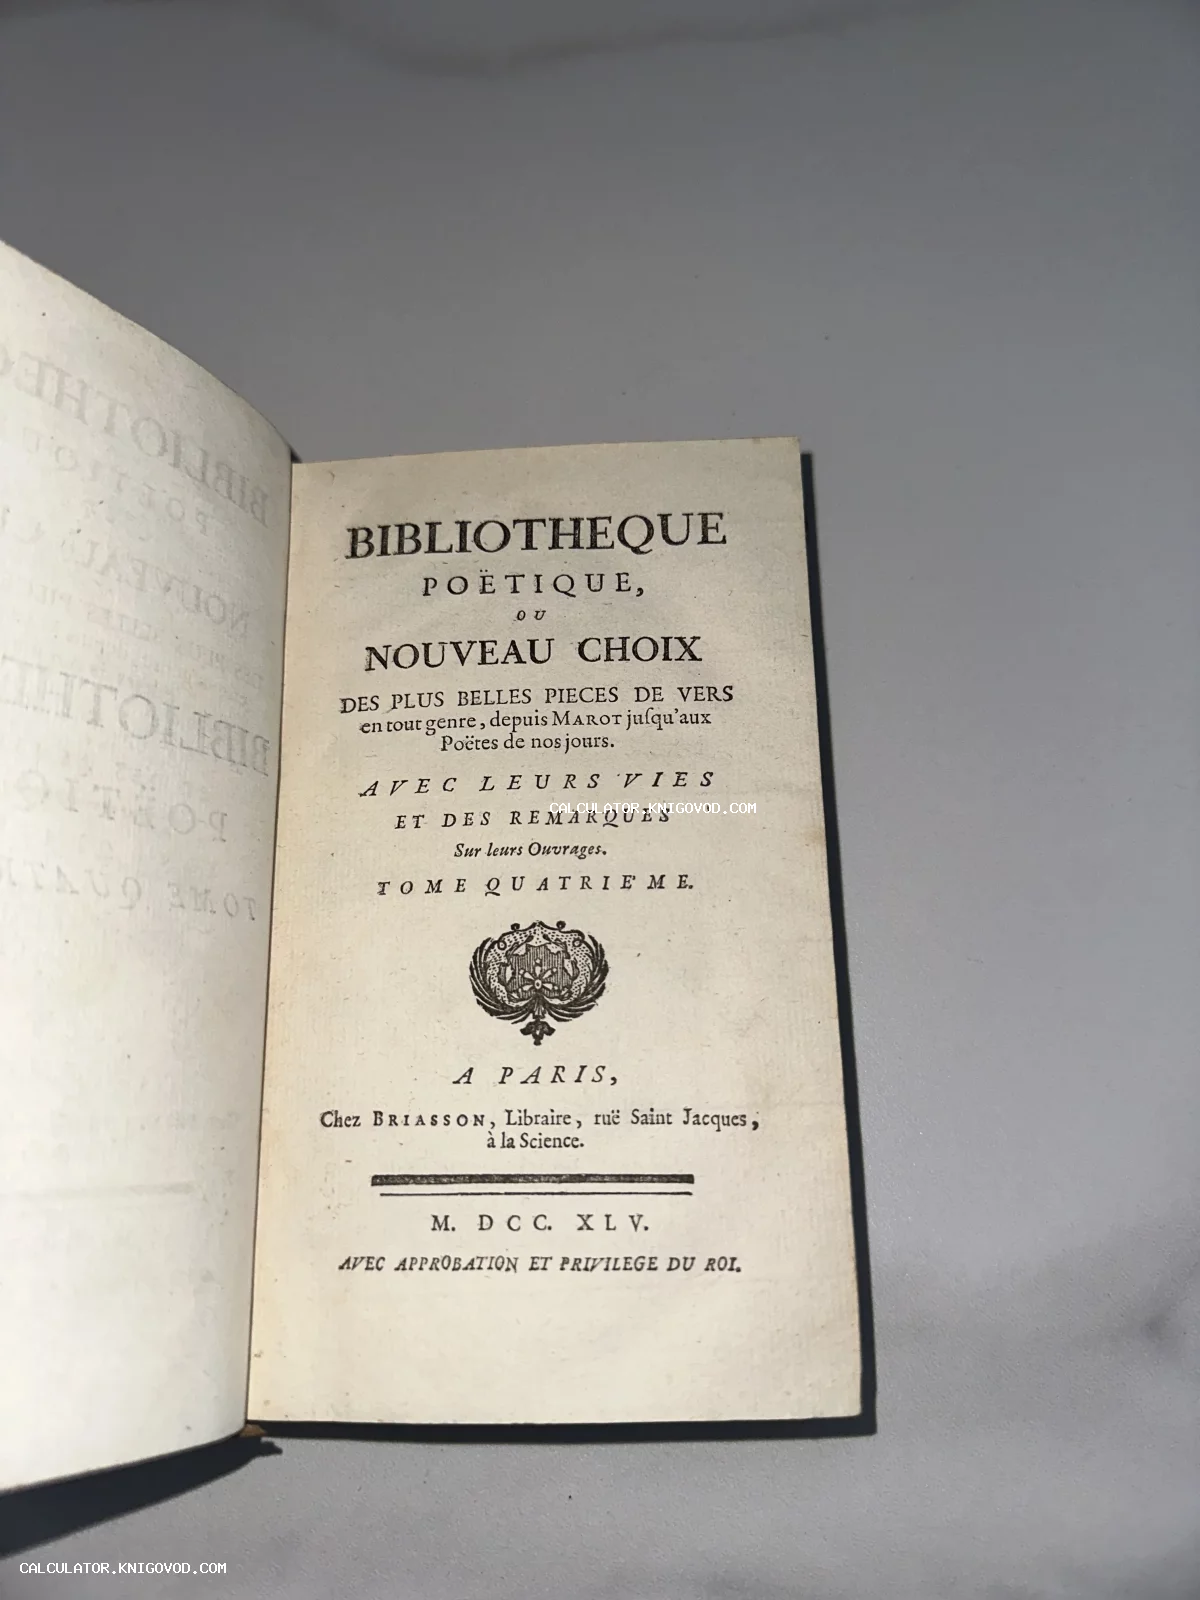 BIBLIOTHEQUE
POËTIQUE,
OU
NOUVEAU CHOIX
DES PLUS BELLES PIECES DE VERS
en tout genre, depuis MAROT juſqu'aux
Poëtes de nos jours.
AVEC LEURS VIES
CALCULATOR.KNIGOVOD.COM
ET DES REMARQUES
Sur leurs Ouvrages.
TOME QUATRIE'ME.
A PARIS,
Chez BRIASSON, Libraire, ruë Saint Jacques,
à la Science.
M. DCC. XLV.
AVEC APPROBATION ET PRIVILEGE DU ROI.
CALCULATOR.KNIGOVOD.COM